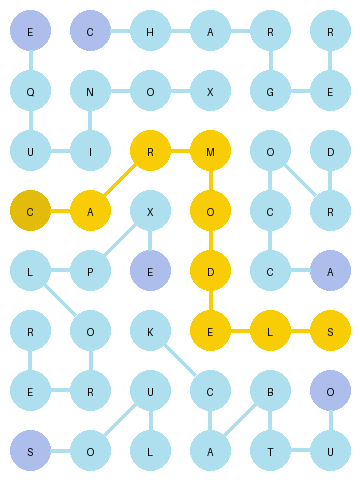 E C H A R R
Q N O X G E
U I R M O D
C A X O C R
L P E D C A
R O K E L S
E R U C B O
S O L A T U